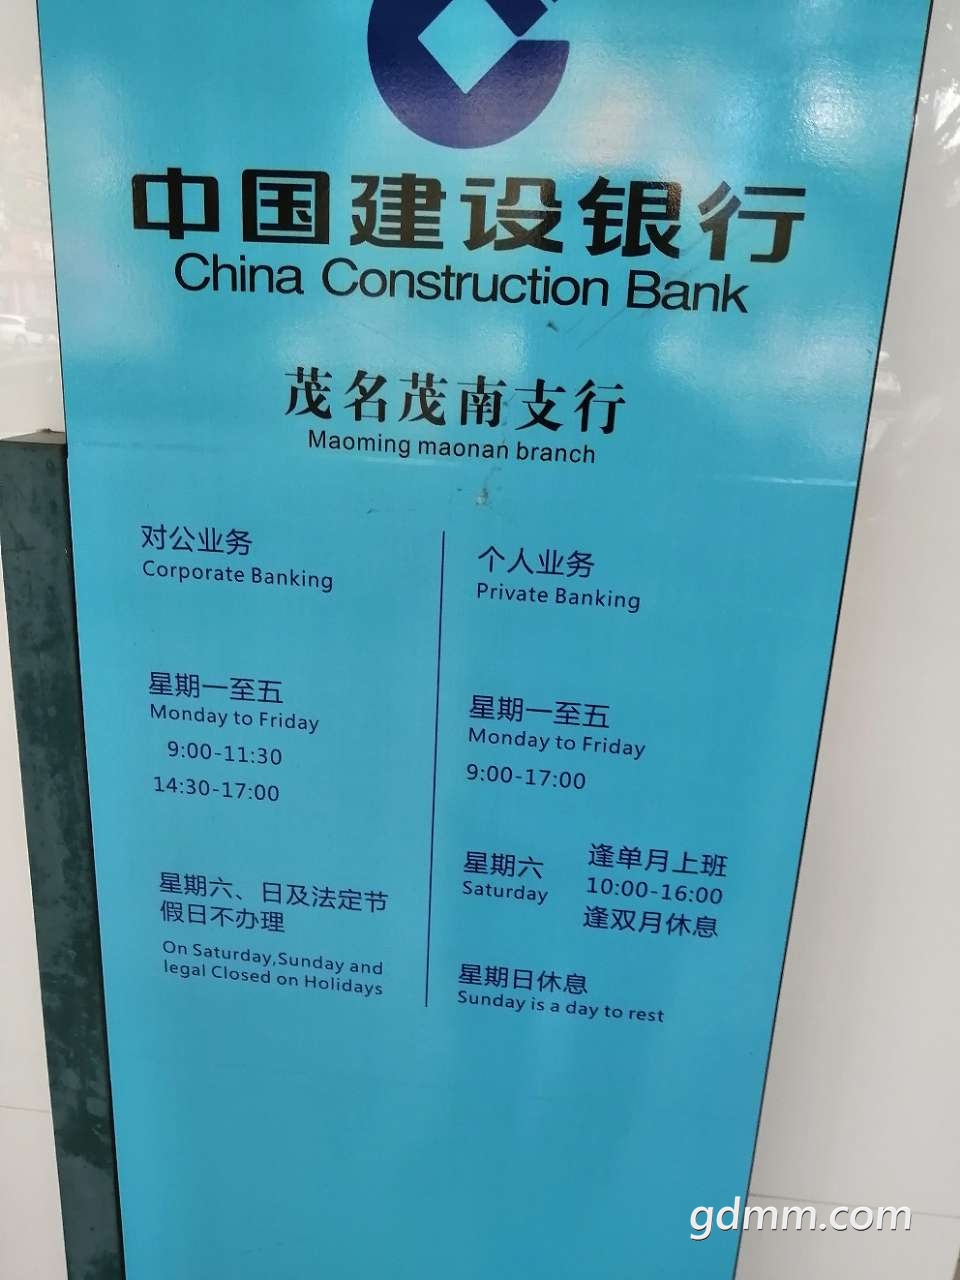 中国建设银行
China Construction Bank
茂名茂南支行
Maoming maonan branch
对公业务
Corporate Banking
星期一至五
Monday to Friday
9:00-11:30
14:30-17:00
星期六、日及法定节
假日不办理
On Saturday,Sunday and
legal Closed on Holidays
个人业务
Private Banking
星期一至五
Monday to Friday
9:00-17:00
星期六
Saturday
逢单月上班
10:00-16:00
逢双月休息
星期日休息
Sunday is a day to rest
gdmm.com